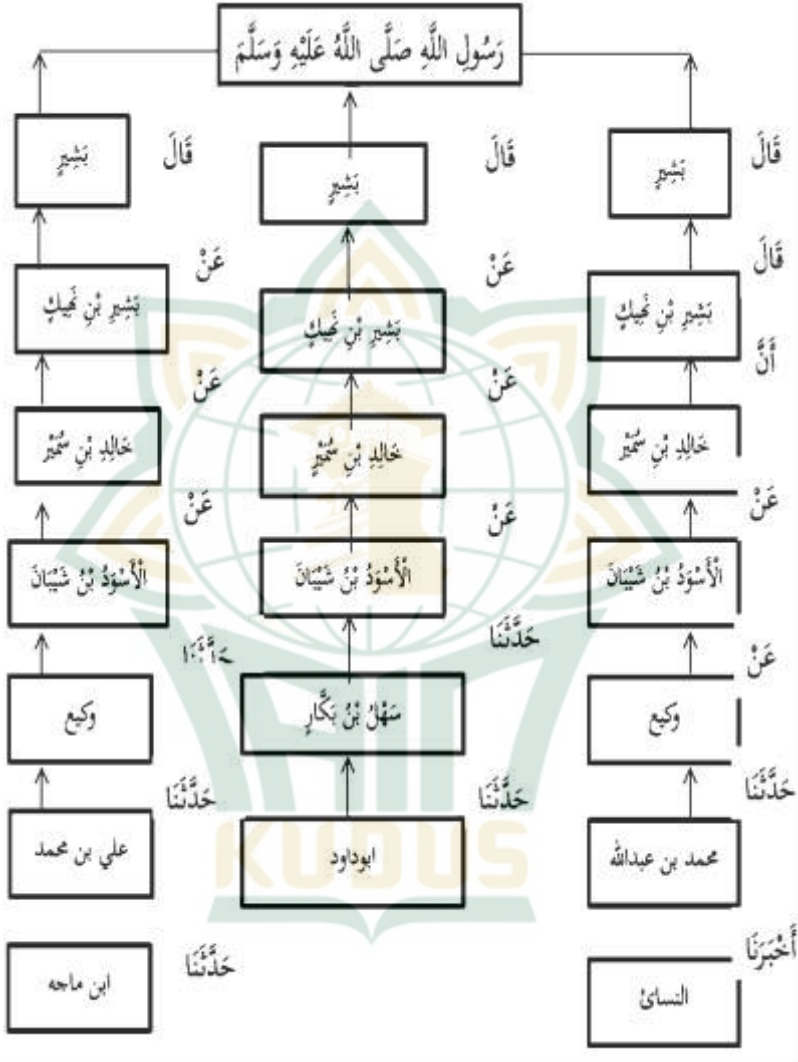 رَسُولِ اللَّهِ صَلَّى اللَّهُ عَلَيْهِ وَسَلَّمَ
بَشِيرٍ قَالَ بَشِيرٍ قَالَ بَشِيرٍ قَالَ
عَنْ عَنْ قَالَ
بَشِيرِ بْنِ نَهِيكٍ بَشِيرِ بْنِ نَهِيكٍ بَشِيرِ بْنِ نَهِيكٍ
عَنْ عَنْ أَنَّ
خَالِدِ بْنِ سُمَيْرٍ خَالِدِ بْنِ سُمَيْرٍ خَالِدِ بْنِ سُمَيْرٍ
عَنْ عَنْ عَنْ
الْأَسْوَدُ بْنُ شَيْبَانَ الْأَسْوَدُ بْنُ شَيْبَانَ الْأَسْوَدُ بْنُ شَيْبَانَ
حَدَّثَنَا عَنْ
وكيع سَهْلُ بْنُ بَكَّارٍ وكيع
حَدَّثَنَا حَدَّثَنَا حَدَّثَنَا
علي بن محمد ابوداود محمد بن عبدالله
KUDUS
حَدَّثَنَا أَخْبَرَنَا
ابن ماجه النسائ